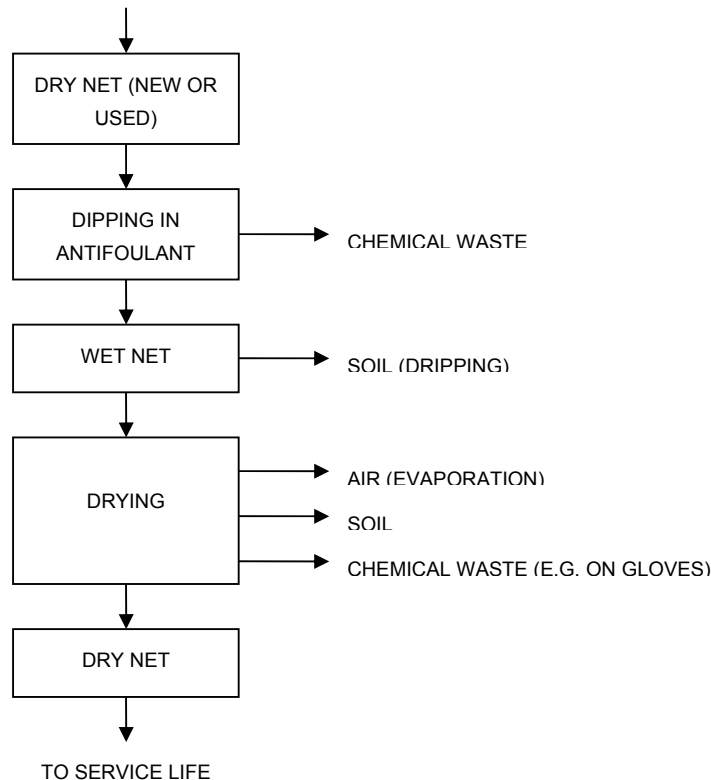 DRY NET (NEW OR
USED)
DIPPING IN
ANTIFOULANT
CHEMICAL WASTE
WET NET
SOIL (DRIPPING)
DRYING
AIR (EVAPORATION)
SOIL
CHEMICAL WASTE (E.G. ON GLOVES)
DRY NET
TO SERVICE LIFE